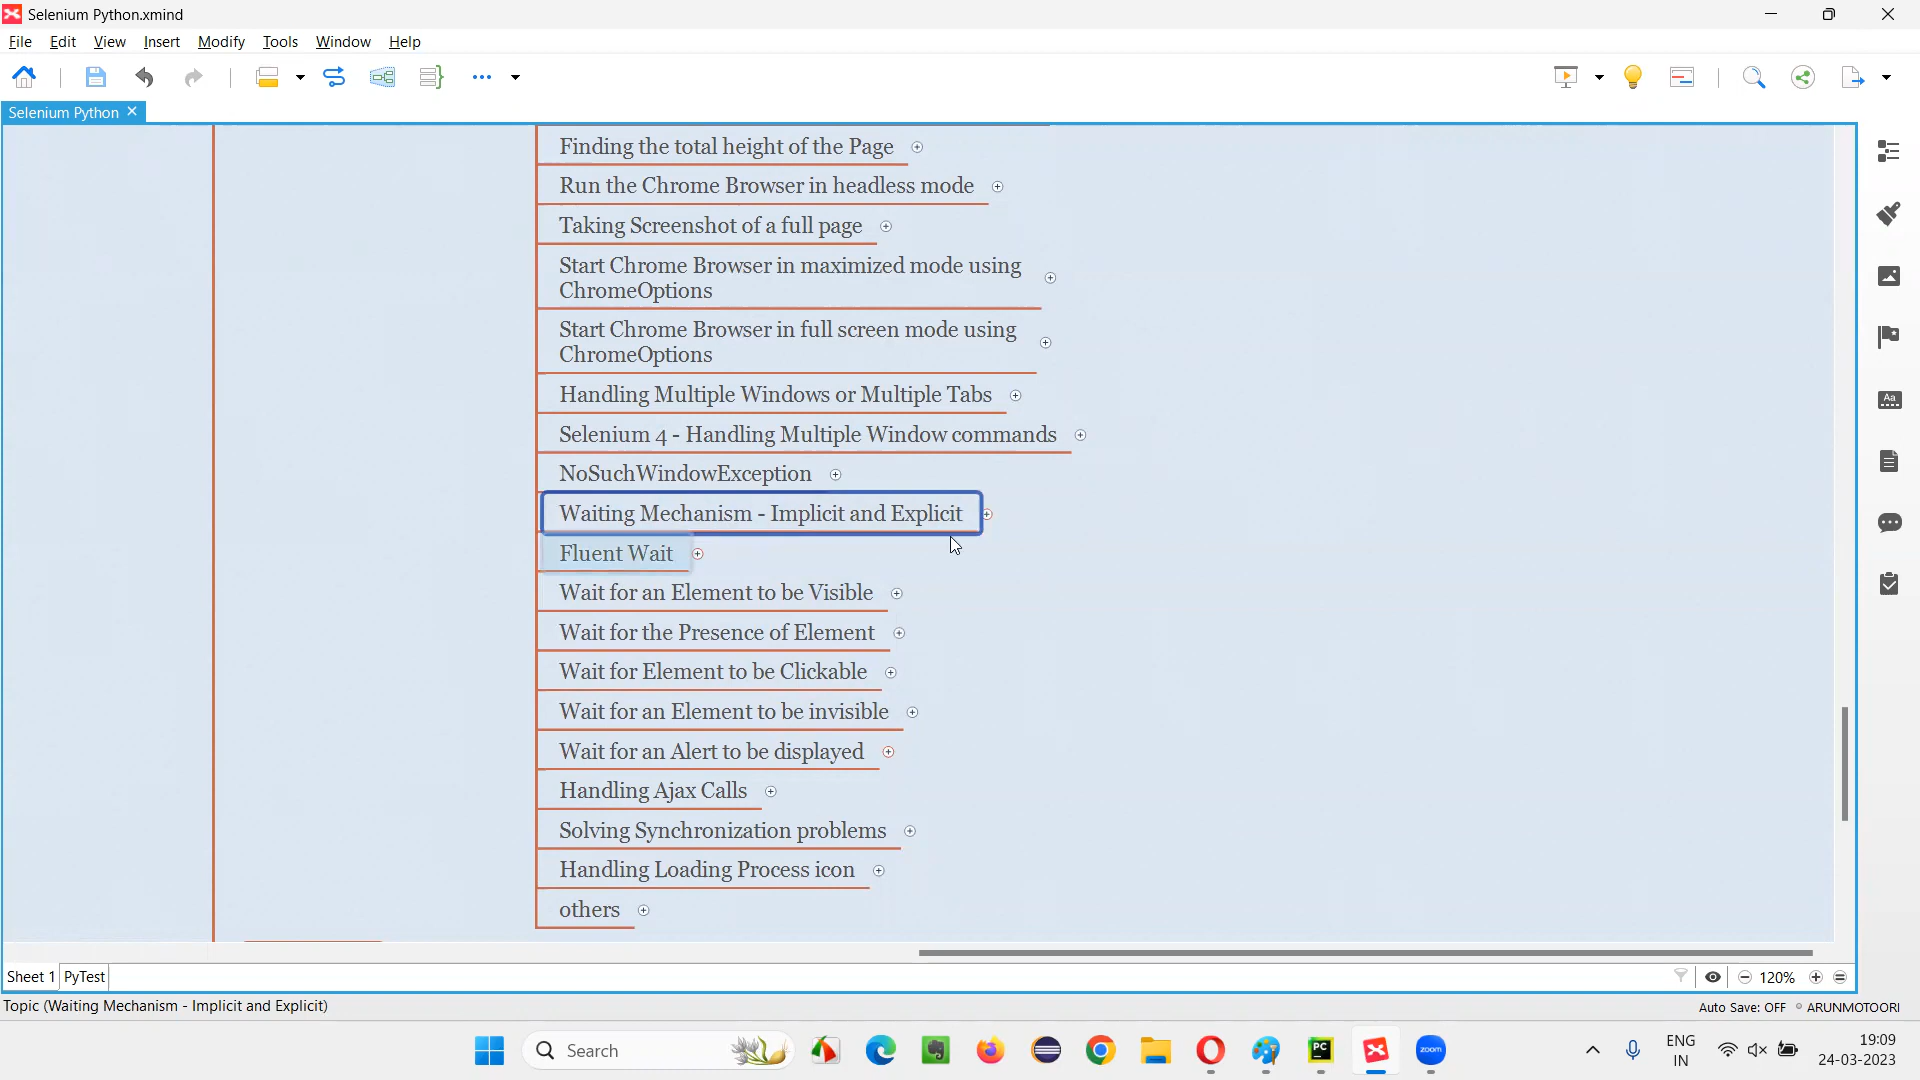 Selenium Python.xmind
File Edit View Insert Modify Tools Window Help
Selenium Python
Finding the total height of the Page
Run the Chrome Browser in headless mode
Taking Screenshot of a full page
Start Chrome Browser in maximized mode using
ChromeOptions
Start Chrome Browser in full screen mode using
ChromeOptions
Handling Multiple Windows or Multiple Tabs
Selenium 4 - Handling Multiple Window commands
NoSuchWindowException
Waiting Mechanism - Implicit and Explicit
Fluent Wait
Wait for an Element to be Visible
Wait for the Presence of Element
Wait for Element to be Clickable
Wait for an Element to be invisible
Wait for an Alert to be displayed
Handling Ajax Calls
Solving Synchronization problems
Handling Loading Process icon
others
Aa
Sheet 1 PyTest
120%
Topic (Waiting Mechanism - Implicit and Explicit)
Auto Save: OFF ARUNMOTOORI
Search
PC
zoom
ENG
IN
19:09
24-03-2023